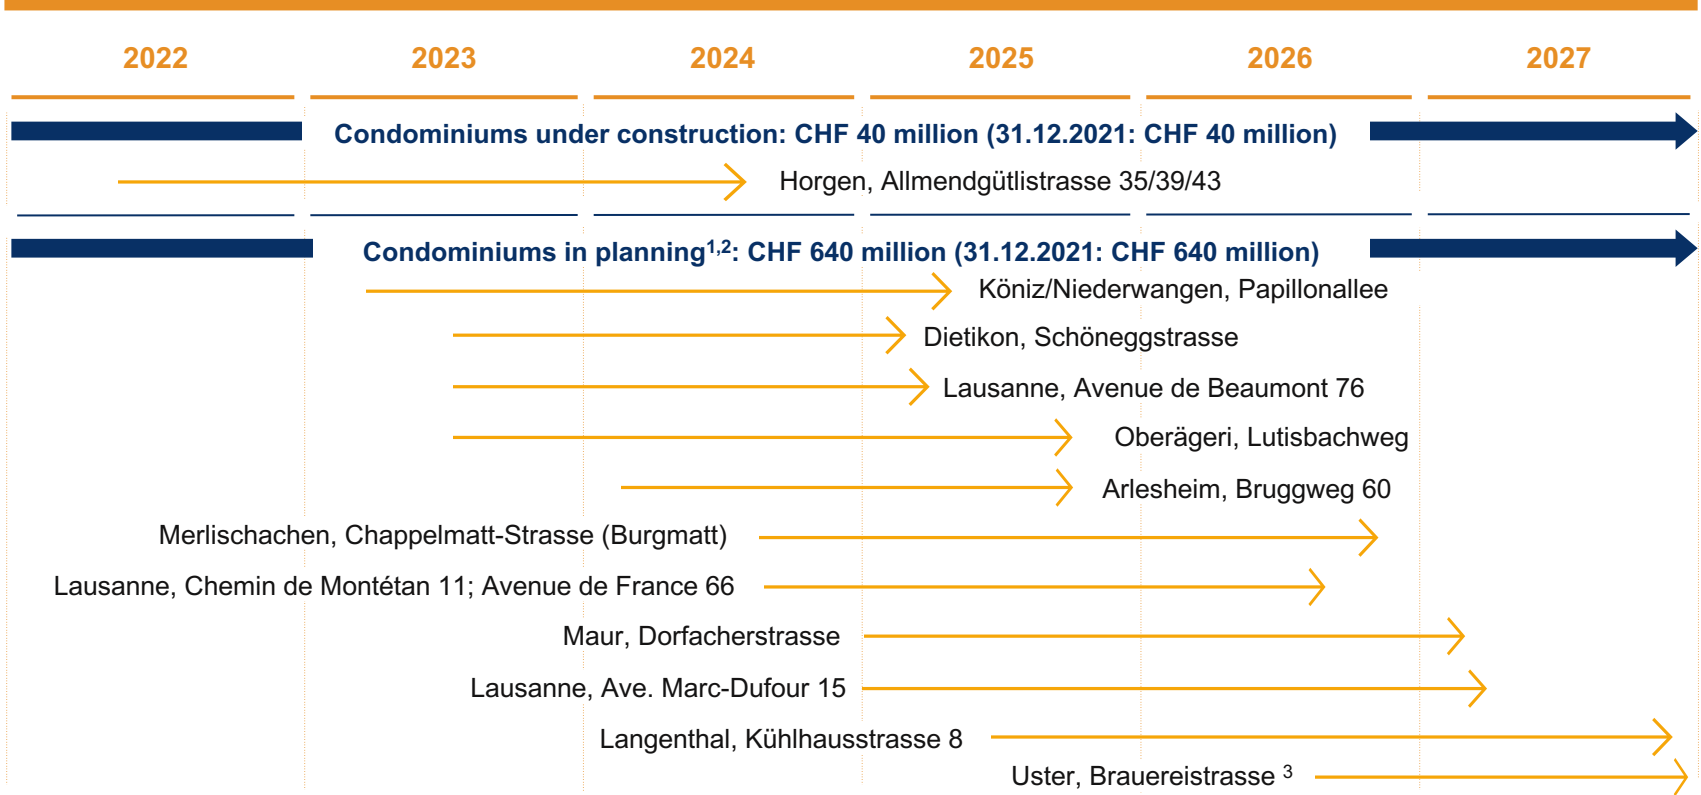 2022 2023 2024 2025 2026 2027
Condominiums under construction: CHF 40 million (31.12.2021: CHF 40 million)
Horgen, Allmendgütlistrasse 35/39/43
Condominiums in planning1,2: CHF 640 million (31.12.2021: CHF 640 million)
Köniz/Niederwangen, Papillonallee
Dietikon, Schöneggstrasse
Lausanne, Avenue de Beaumont 76
Oberägeri, Lutisbachweg
Arlesheim, Bruggweg 60
Merlischachen, Chappelmatt-Strasse (Burgmatt)
Lausanne, Chemin de Montétan 11; Avenue de France 66
Maur, Dorfacherstrasse
Lausanne, Ave. Marc-Dufour 15
Langenthal, Kühlhausstrasse 8
Uster, Brauereistrasse 3